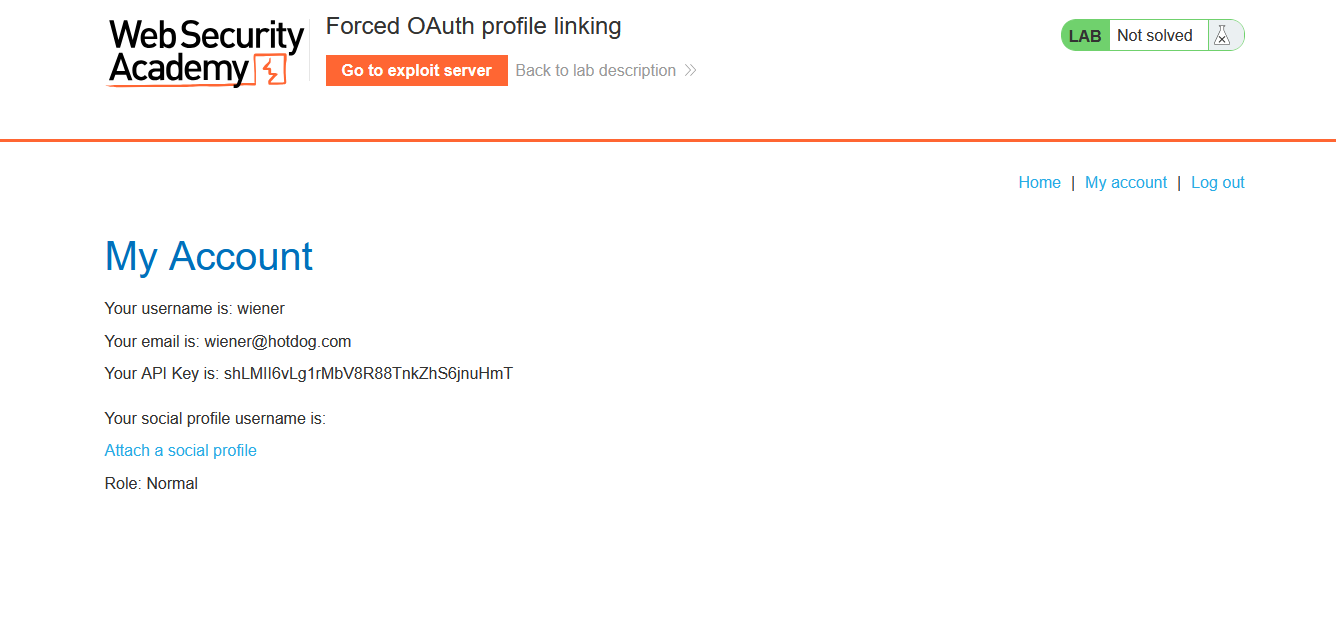 Web Security
Academy
Forced OAuth profile linking
Go to exploit server
Back to lab description
LAB
Not solved
Home | My account | Log out
My Account
Your username is: wiener
Your email is: wiener@hotdog.com
Your API Key is: shLMII6vLg1rMbV8R88TnkZhS6jnuHmT
Your social profile username is:
Attach a social profile
Role: Normal